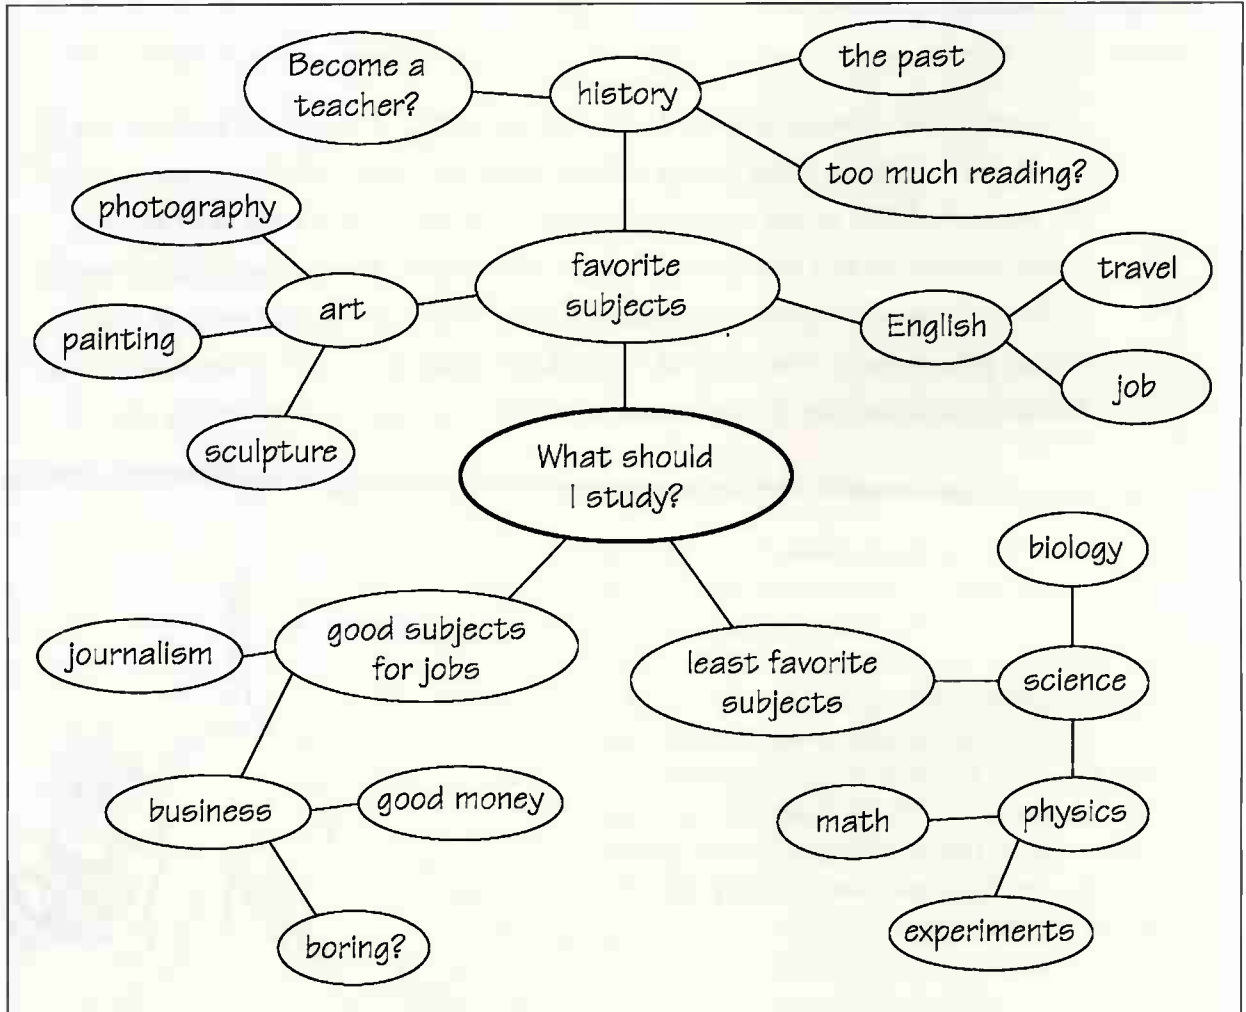 Become a
teacher?
history
the past
too much reading?
photography
favorite
subjects
travel
art
English
painting
job
sculpture
What should
I study?
biology
journalism
good subjects
for jobs
least favorite
subjects
science
business
good money
math
physics
boring?
experiments